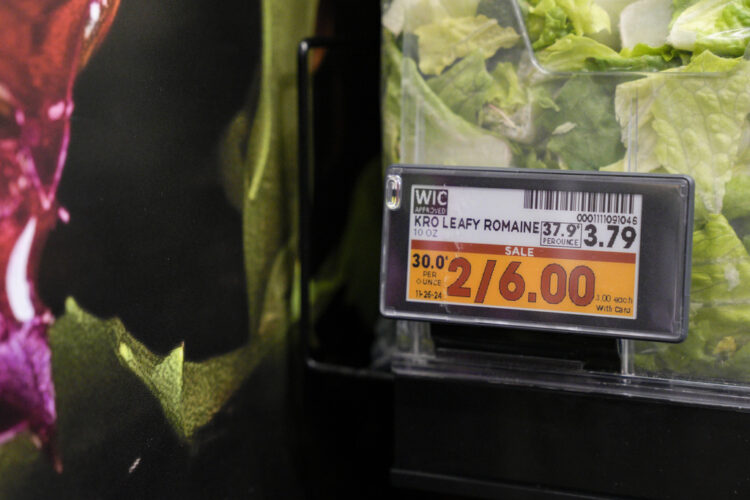 WIC
APPROVED
000111091046
KRO LEAFY ROMAINE
10 OZ
37.9¢
PER OUNCE
3.79
SALE
30.0¢
PER
OUNCE
2/6.00
11-26-24
3.00 each
With Card